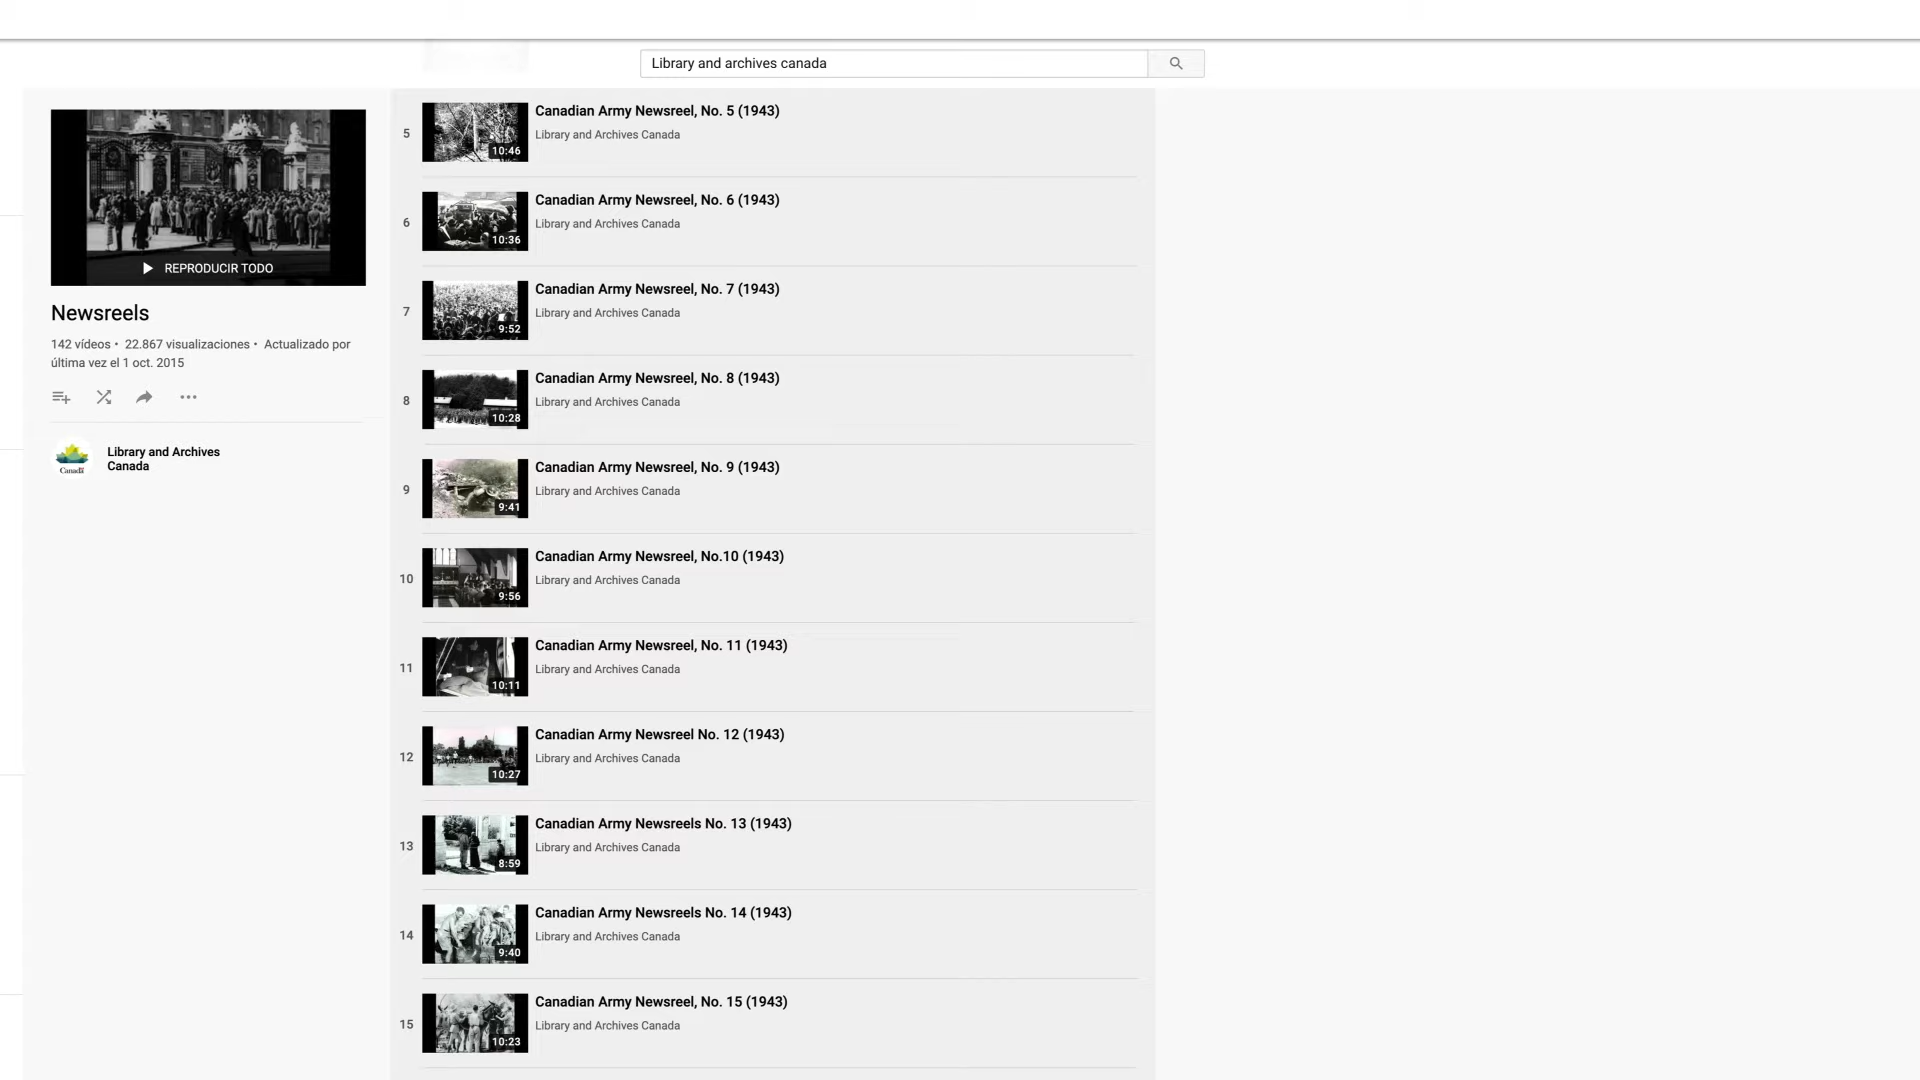 Library and archives canada
REPRODUCIR TODO
Newsreels
142 vídeos • 22.867 visualizaciones • Actualizado por
última vez el 1 oct. 2015
Canada
Library and Archives
Canada
5
10:46
Canadian Army Newsreel, No. 5 (1943)
Library and Archives Canada
6
10:36
Canadian Army Newsreel, No. 6 (1943)
Library and Archives Canada
7
9:52
Canadian Army Newsreel, No. 7 (1943)
Library and Archives Canada
8
10:28
Canadian Army Newsreel, No. 8 (1943)
Library and Archives Canada
9
9:41
Canadian Army Newsreel, No. 9 (1943)
Library and Archives Canada
10
9:56
Canadian Army Newsreel, No.10 (1943)
Library and Archives Canada
11
10:11
Canadian Army Newsreel, No. 11 (1943)
Library and Archives Canada
12
10:27
Canadian Army Newsreel No. 12 (1943)
Library and Archives Canada
13
8:59
Canadian Army Newsreels No. 13 (1943)
Library and Archives Canada
14
9:40
Canadian Army Newsreels No. 14 (1943)
Library and Archives Canada
15
10:23
Canadian Army Newsreel, No. 15 (1943)
Library and Archives Canada